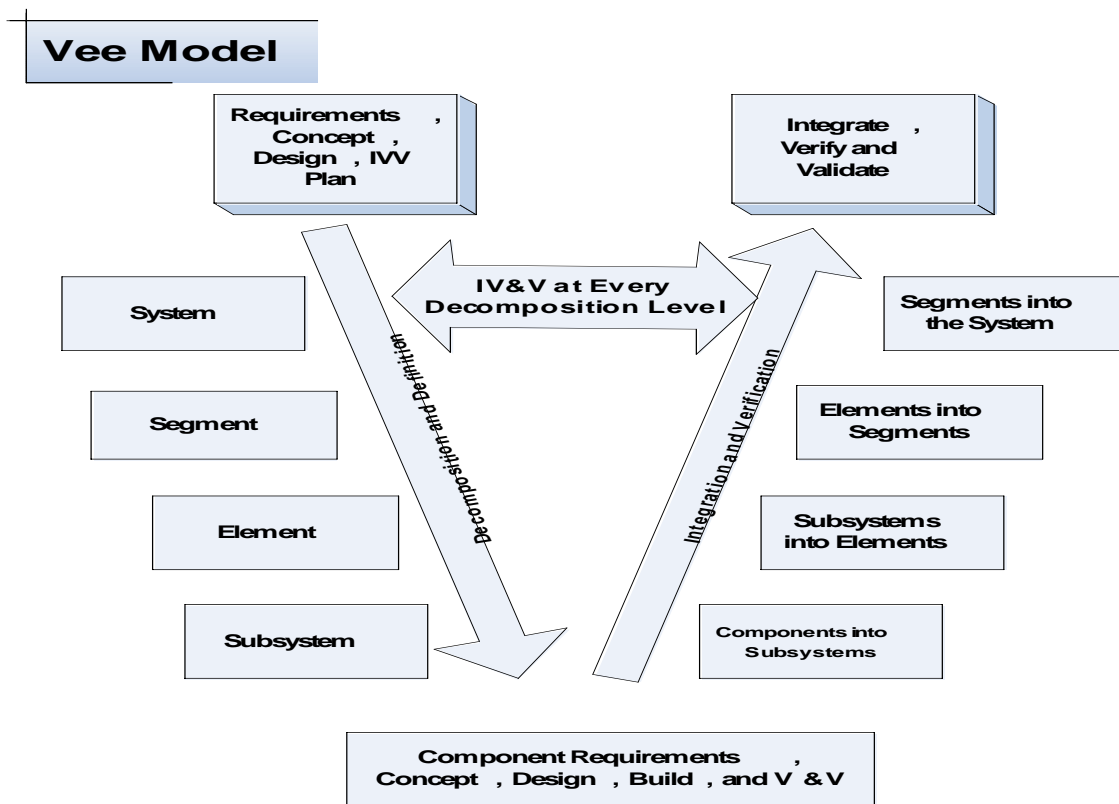 Vee Model
Requirements ,
Concept ,
Design , IVV
Plan
Integrate ,
Verify and
Validate
IV&V at Every
Decomposition Level
System
Segments into
the System
Decomposition and Definition
Integration and Verification
Segment
Elements into
Segments
Element
Subsystems
into Elements
Subsystem
Components into
Subsystems
Component Requirements ,
Concept , Design , Build , and V & V